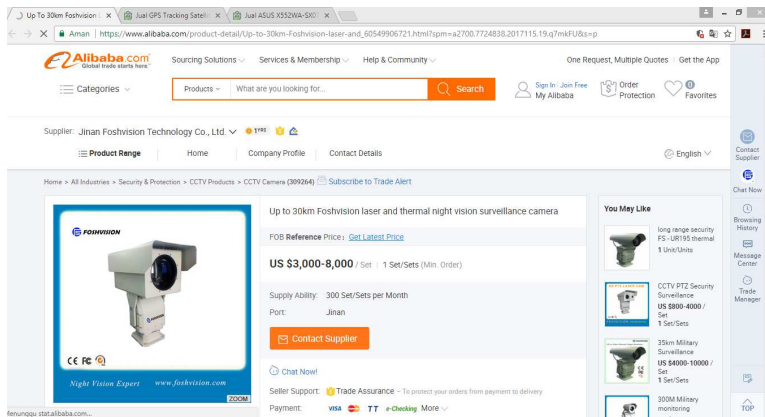 Up To 30km Foshvision L
Jual GPS Tracking Satelli
Jual ASUS X552WA-SX0
Aman | https://www.alibaba.com/product-detail/Up-to-30km-Foshvision-laser-and_60549906721.html?spm=a2700.7724838.2017115.19.q7mkFU&s=p
Alibaba.com
Global trade starts here
Sourcing Solutions
Services & Membership
Help & Community
One Request, Multiple Quotes
Get the App
Categories
Products
What are you looking for...
Search
Sign In | Join Free
My Alibaba
Order
Protection
0
Favorites
Supplier: Jinan Foshvision Technology Co., Ltd.
1 YRS
Product Range
Home
Company Profile
Contact Details
English
Home > All Industries > Security & Protection > CCTV Products > CCTV Camera (309264)
Subscribe to Trade Alert
FOSHVISION
CE FC
Night Vision Expert www.foshvision.com
ZOOM
Up to 30km Foshvision laser and thermal night vision surveillance camera
FOB Reference Price: Get Latest Price
US $3,000-8,000 / Set | 1 Set/Sets (Min. Order)
Supply Ability: 300 Set/Sets per Month
Port: Jinan
Contact Supplier
Chat Now!
Seller Support: Trade Assurance – To protect your orders from payment to delivery
Payment: VISA TT e-Checking More
You May Like
long range security
FS - UR195 thermal
1 Unit/Units
CCTV PTZ Security
Surveillance
US $800-4000 /
Set
1 Set/Sets
35km Military
Surveillance
US $4000-10000 /
Set
1 Set/Sets
300M Military
monitoring
Contact
Supplier
Chat Now
Browsing
History
Message
Center
Trade
Manager
TOP
Menunggu stat.alibaba.com...